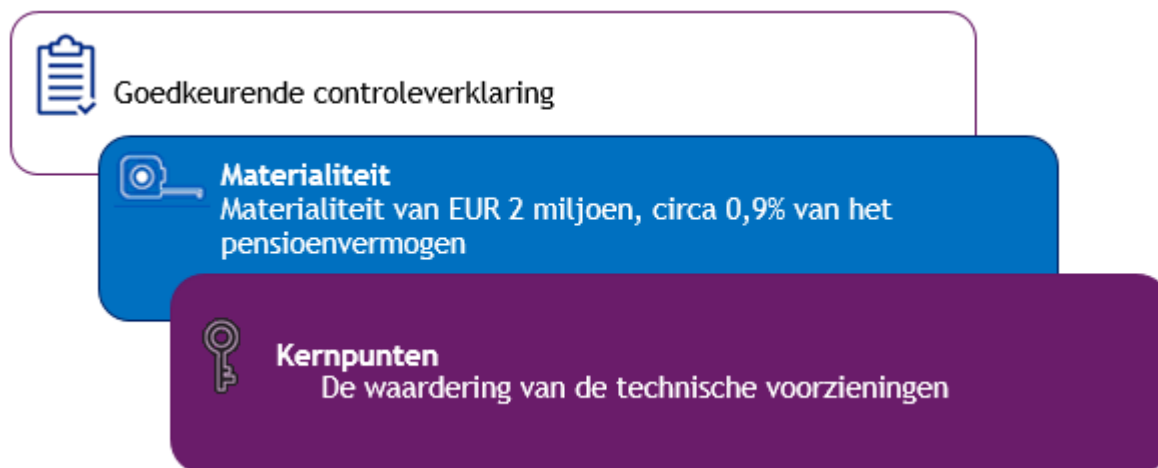 Goedkeurende controleverklaring
Materialiteit
Materialiteit van EUR 2 miljoen, circa 0,9% van het
pensioenvermogen
Kernpunten
De waardering van de technische voorzieningen